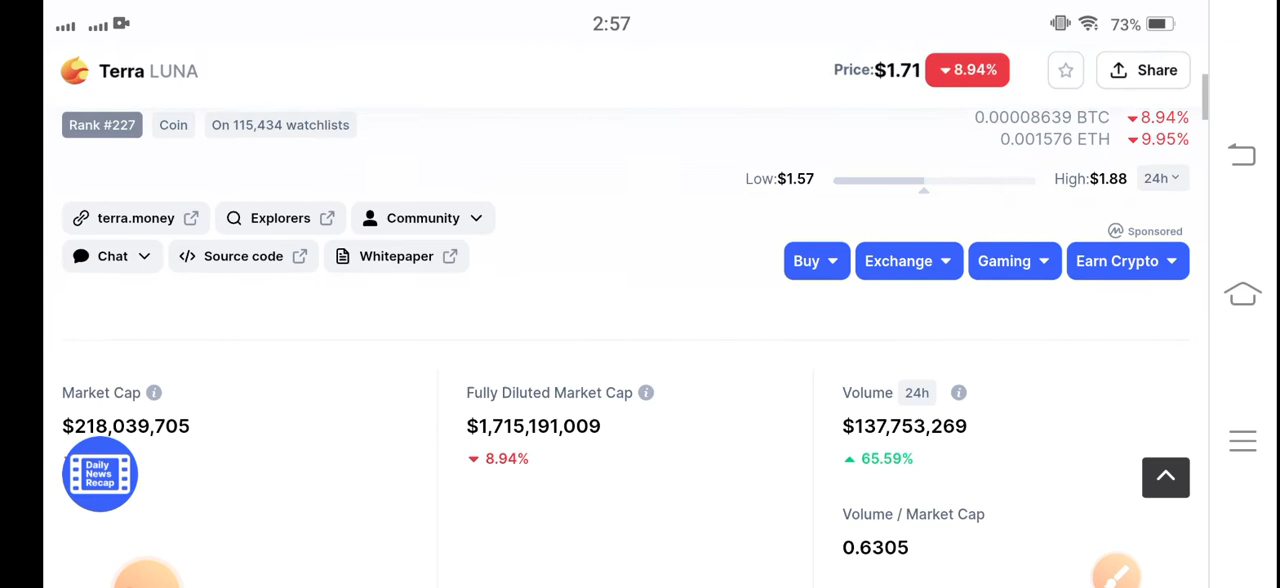 2:57
73%
Terra LUNA
Price:$1.71 8.94%
Share
Rank #227 Coin On 115,434 watchlists
0.00008639 BTC 8.94%
0.001576 ETH 9.95%
Low:$1.57 High:$1.88 24h
terra.money Explorers Community
Chat Source code Whitepaper
Sponsored
Buy Exchange Gaming Earn Crypto
Market Cap
$218,039,705
Fully Diluted Market Cap
$1,715,191,009
8.94%
Volume 24h
$137,753,269
65.59%
Volume / Market Cap
0.6305
Daily
News
Recap